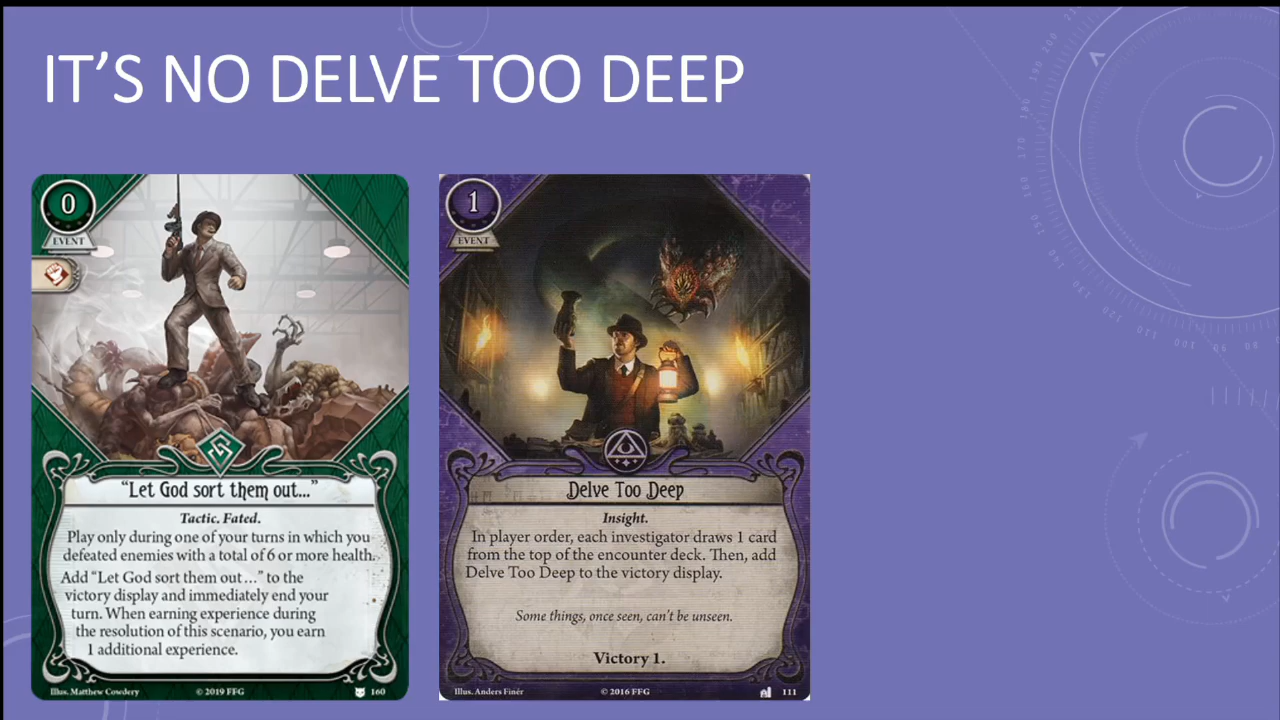 IT'S NO DELVE TOO DEEP
0
EVENT
"Let God sort them out..."
Tactic. Fated.
Play only during one of your turns in which you
defeated enemies with a total of 6 or more health.
Add "Let God sort them out..." to the
victory display and immediately end your
turn. When earning experience during
the resolution of this scenario, you earn
1 additional experience.
Illus. Matthew Cowdery
© 2019 FFG
160
1
EVENT
Delve Too Deep
Insight.
In player order, each investigator draws 1 card
from the top of the encounter deck. Then, add
Delve Too Deep to the victory display.
Some things, once seen, can't be unseen.
Victory 1.
Illus. Anders Finér
© 2016 FFG
111
200
180
170